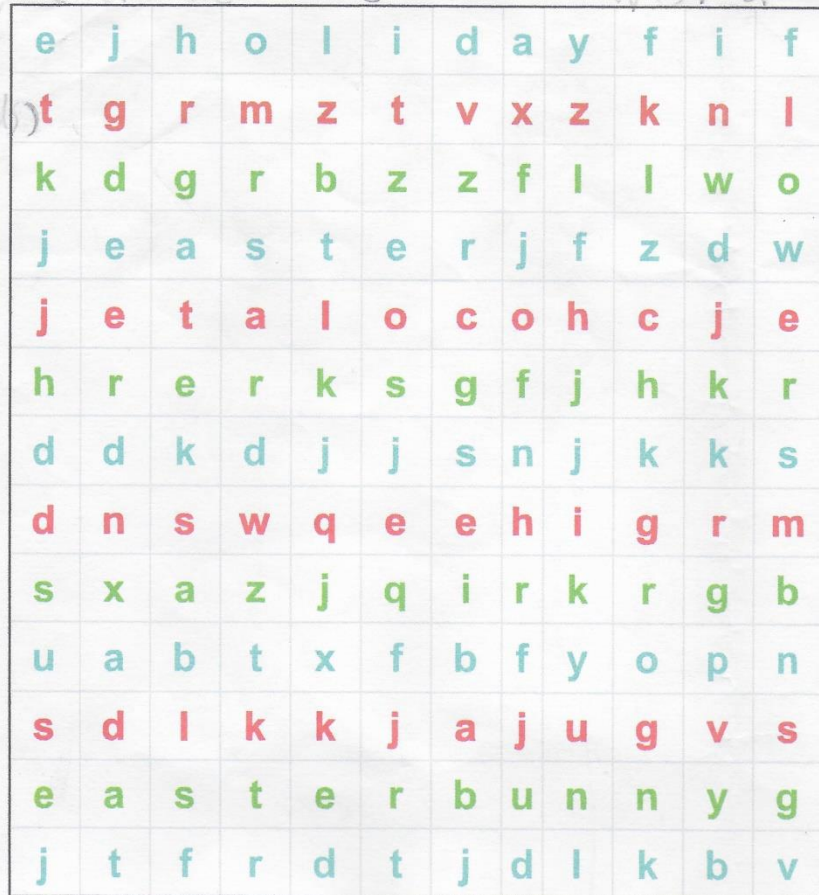 e j h o l i d a y f i f
t g r m z t v x z k n l
k d g r b z z f l l w o
j e a s t e r j f z d w
j e t a l o c o h c j e
h r e r k s g f j h k r
d d k d j j s n j k k s
d n s w q e e h i g r m
s x a z j q i r k r g b
u a b t x f b f y o p n
s d l k k j a j u g v s
e a s t e r b u n n y g
j t f r d t j d l k b v